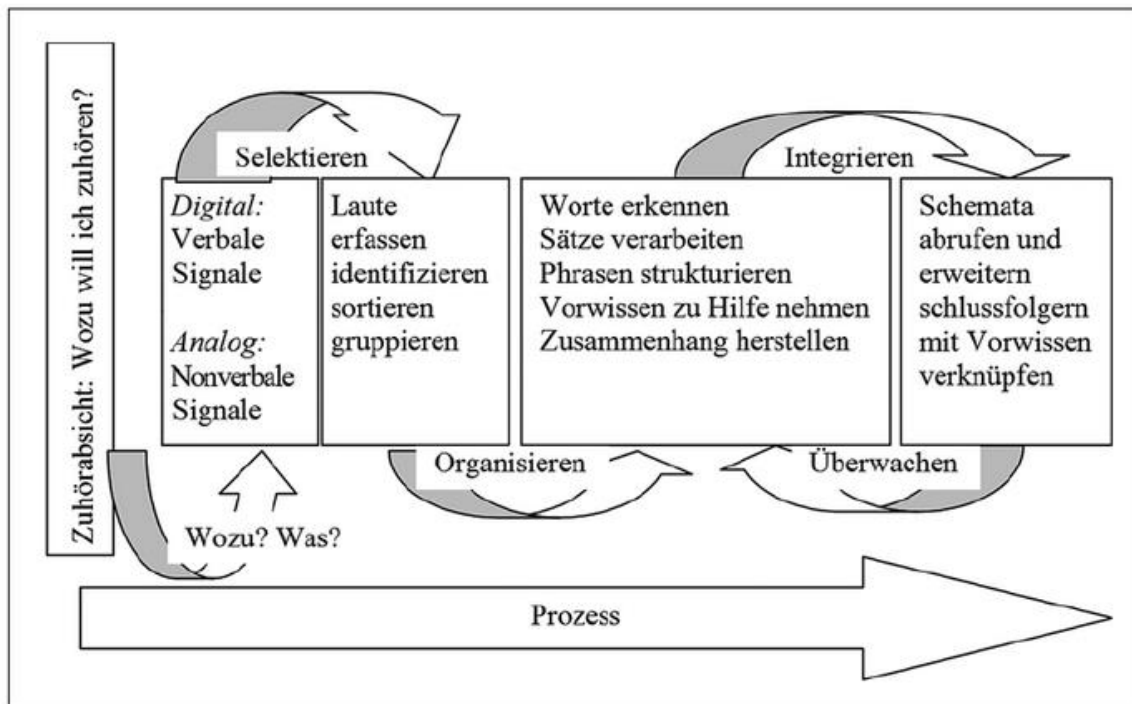 Zuhörabsicht: Wozu will ich zuhören?
Selektieren
Integrieren
Digital:
Verbale
Signale
Analog:
Nonverbale
Signale
Laute
erfassen
identifizieren
sortieren
gruppieren
Worte erkennen
Sätze verarbeiten
Phrasen strukturieren
Vorwissen zu Hilfe nehmen
Zusammenhang herstellen
Schemata
abrufen und
erweitern
schlussfolgern
mit Vorwissen
verknüpfen
Organisieren
Überwachen
Wozu? Was?
Prozess